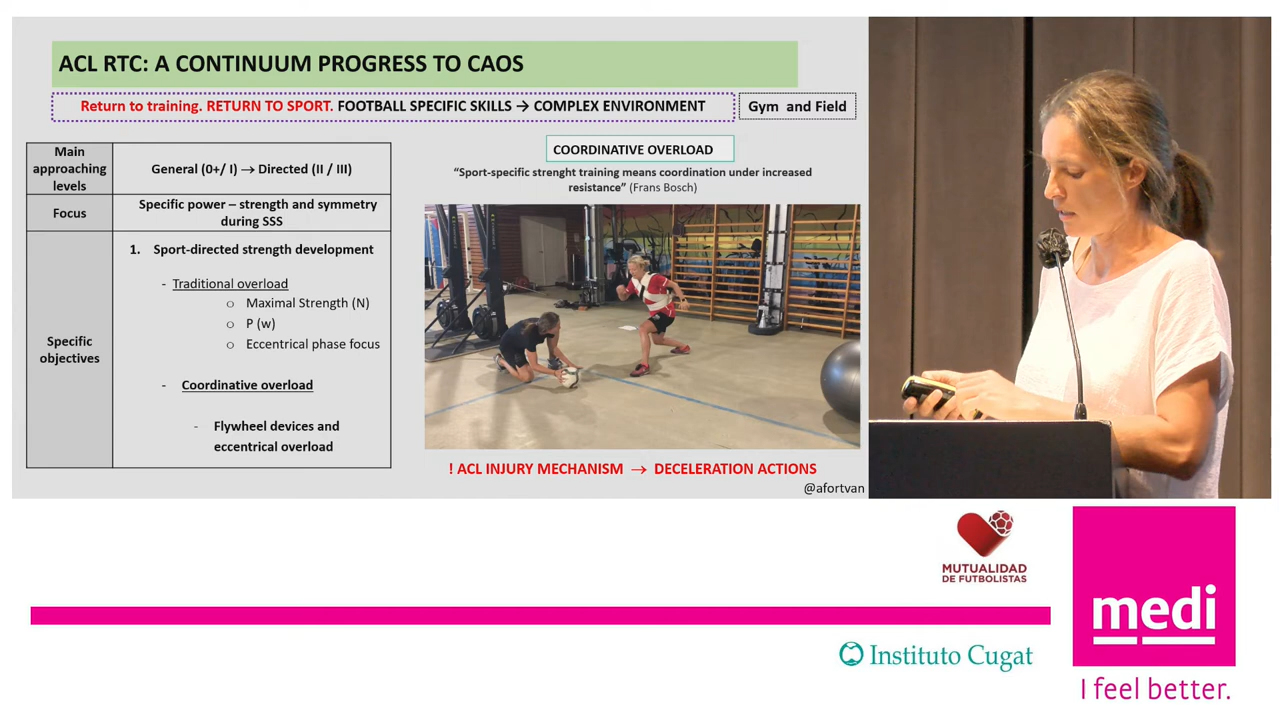 ACL RTC: A CONTINUUM PROGRESS TO CAOS
Return to training. RETURN TO SPORT. FOOTBALL SPECIFIC SKILLS → COMPLEX ENVIRONMENT
Gym and Field
Main
approaching
levels
General (0+/ I) → Directed (II / III)
Focus
Specific power – strength and symmetry
during SSS
Specific
objectives
1. Sport-directed strength development
- Traditional overload
o Maximal Strength (N)
o P (w)
o Eccentrical phase focus
- Coordinative overload
- Flywheel devices and
eccentrical overload
COORDINATIVE OVERLOAD
“Sport-specific strenght training means coordination under increased
resistance” (Frans Bosch)
! ACL INJURY MECHANISM → DECELERATION ACTIONS
@afortvan
MUTUALIDAD
DE FUTBOLISTAS
medi
Instituto Cugat
I feel better.